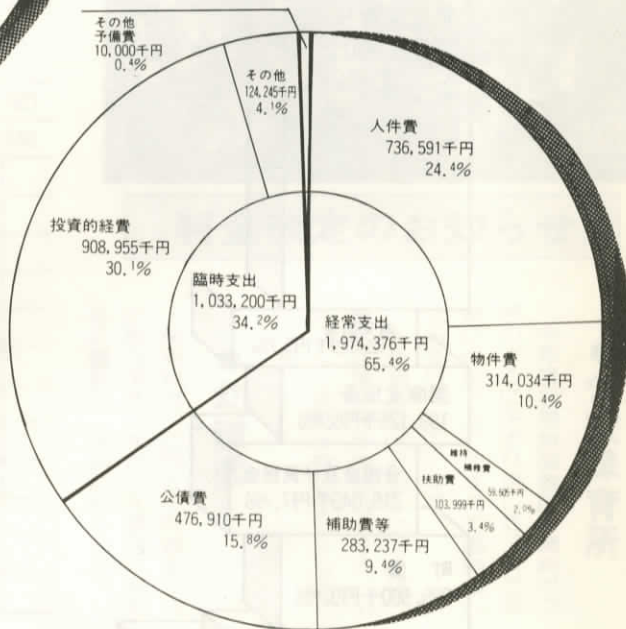 その他
予備費
10,000千円
0.4%
その他
124,245千円
4.1%
人件費
736,591千円
24.4%
投資的経費
908,955千円
30.1%
臨時支出
1,033,200千円
34.2%
経常支出
1,974,376千円
65.4%
物件費
314,034千円
10.4%
維持
補修費
59,605千円
2.0%
扶助費
103,999千円
3.4%
補助費等
283,237千円
9.4%
公債費
476,910千円
15.8%